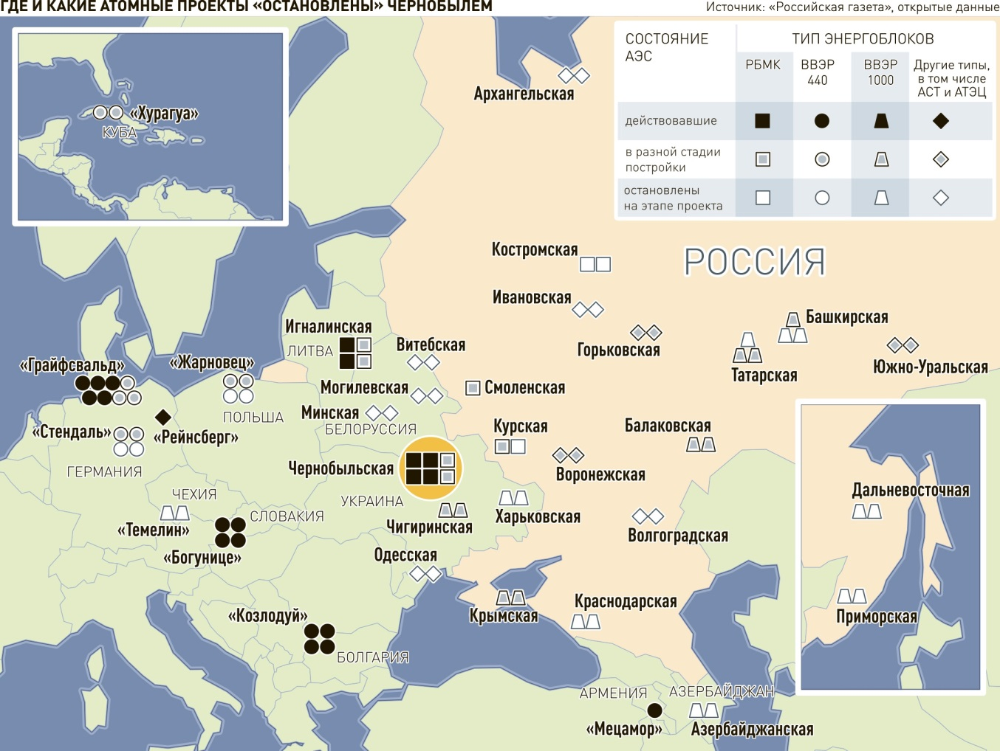 ГДЕ И КАКИЕ АТОМНЫЕ ПРОЕКТЫ «ОСТАНОВЛЕНЫ» ЧЕРНОБЫЛЕМ
Источник: «Российская газета», открытые данные
СОСТОЯНИЕ
АЭС
ТИП ЭНЕРГОБЛОКОВ
РБМК
ВВЭР
440
ВВЭР
1000
Другие типы,
в том числе
АСТ и АТЭЦ
действовавшие
в разной стадии
постройки
остановлены
на этапе проекта
«Хурагуа»
КУБА
Архангельская
РОССИЯ
Костромская
Ивановская
Горьковская
Башкирская
Татарская
Южно-Уральская
Игналинская
ЛИТВА
Витебская
Могилевская
Смоленская
Минская
БЕЛОРУССИЯ
«Грайфсвальд»
«Жарновец»
ПОЛЬША
«Стендаль»
«Рейнсберг»
ГЕРМАНИЯ
Курская
Балаковская
Воронежская
Чернобыльская
УКРАИНА
Чигиринская
Харьковская
Волгоградская
ЧЕХИЯ
СЛОВАКИЯ
«Темелин»
«Богунице»
Одесская
Крымская
Краснодарская
«Козлодуй»
БОЛГАРИЯ
АРМЕНИЯ
АЗЕРБАЙДЖАН
«Мецамор»
Азербайджанская
Дальневосточная
Приморская